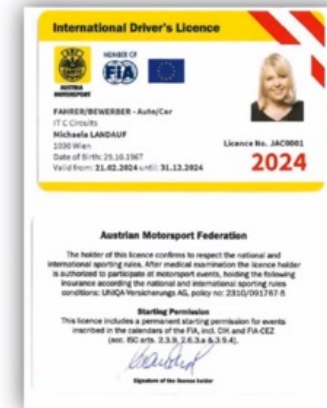 International Driver's Licence
MEMBER OF
FIA
AUSTRIA
MOTORSPORT
FAHRER/BEWERBER - Auto/Car
IT C Circuits
Michaela LANDAUF
1030 Wien
Date of Birth: 29.10.1967
Valid from: 21.02.2024 until: 31.12.2024
Licence No. JAC0001
2024
Austrian Motorsport Federation
The holder of this licence confirms to respect the national and
international sporting rules. After medical examination the licence holder
is authorized to participate at motorsport events, holding the following
insurance according the national and international sporting rules
conditions: UNIQA Versicherungs AG, policy no: 2310/091767-5
Starting Permission
This licence includes a permanent starting permission for events
inscribed in the calendars of the FIA, incl. CIK and FIA-CEZ
(acc. ISC arts. 2.3.9, 2.6.3.a & 3.9.4).
Signature of the licence holder